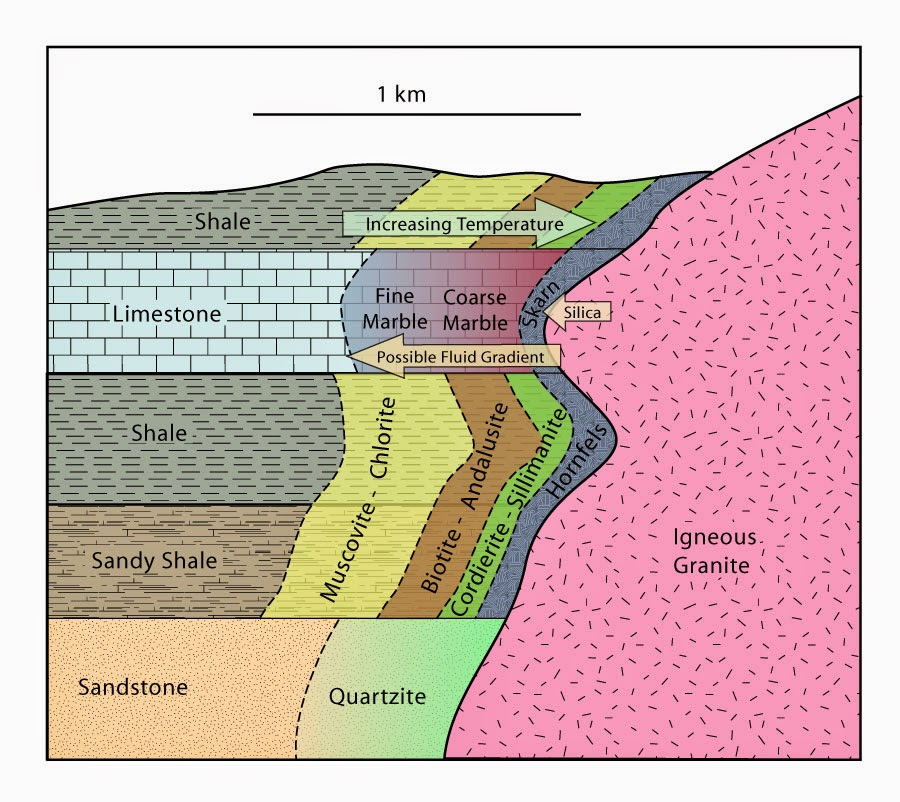 1 km
Shale
Increasing Temperature
Limestone
Fine
Marble
Coarse
Marble
Skarn
Silica
Possible Fluid Gradient
Shale
Muscovite - Chlorite
Biotite - Andalusite
Cordierite - Sillimanite
Hornfels
Sandy Shale
Igneous
Granite
Sandstone
Quartzite